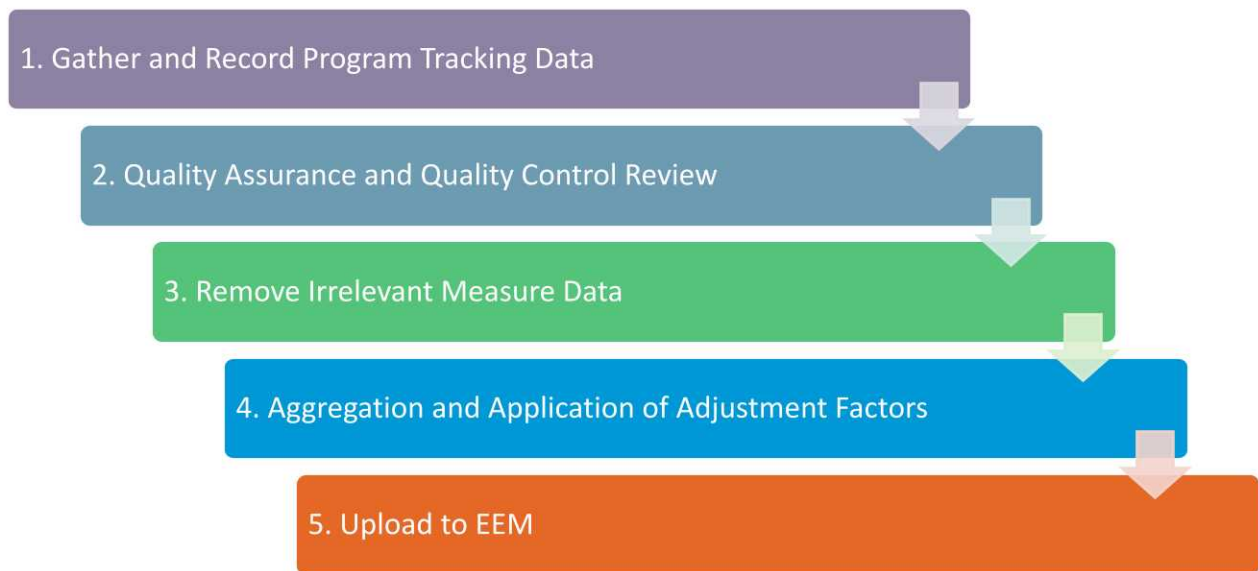 1. Gather and Record Program Tracking Data
2. Quality Assurance and Quality Control Review
3. Remove Irrelevant Measure Data
4. Aggregation and Application of Adjustment Factors
5. Upload to EEM